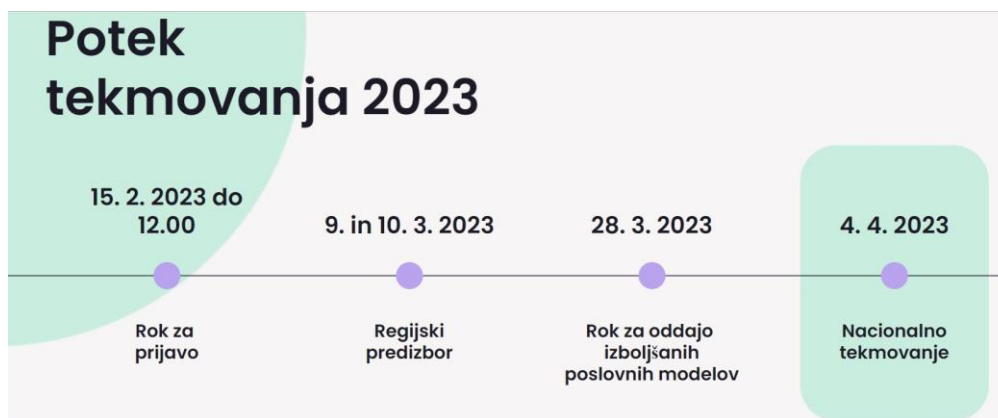 Potek
tekmovanja 2023
15. 2. 2023 do
12.00
Rok za
prijavo
9. in 10. 3. 2023
Regijski
predizbor
28. 3. 2023
Rok za oddajo
izboljšanih
poslovnih modelov
4. 4. 2023
Nacionalno
tekmovanje